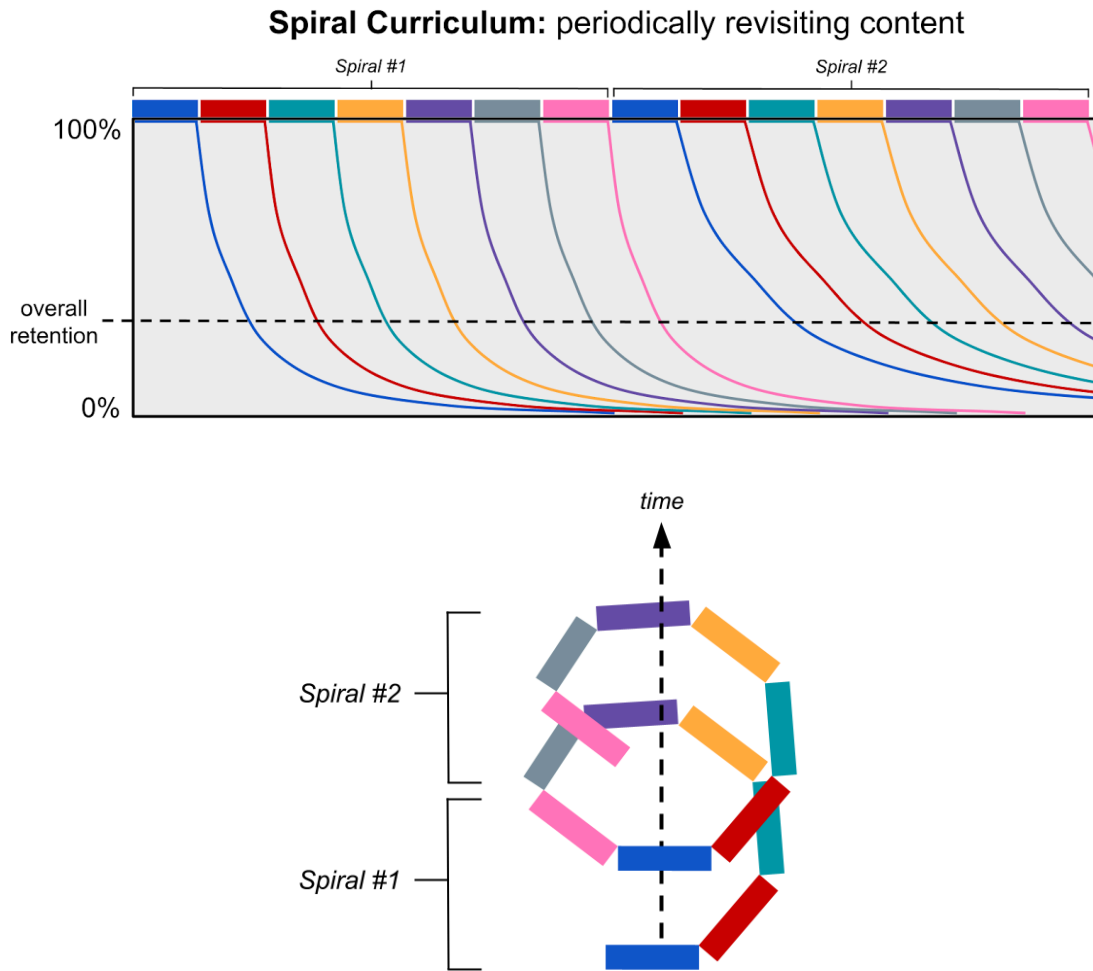 Spiral Curriculum: periodically revisiting content
Spiral #1
Spiral #2
100%
overall
retention
0%
time
Spiral #2
Spiral #1